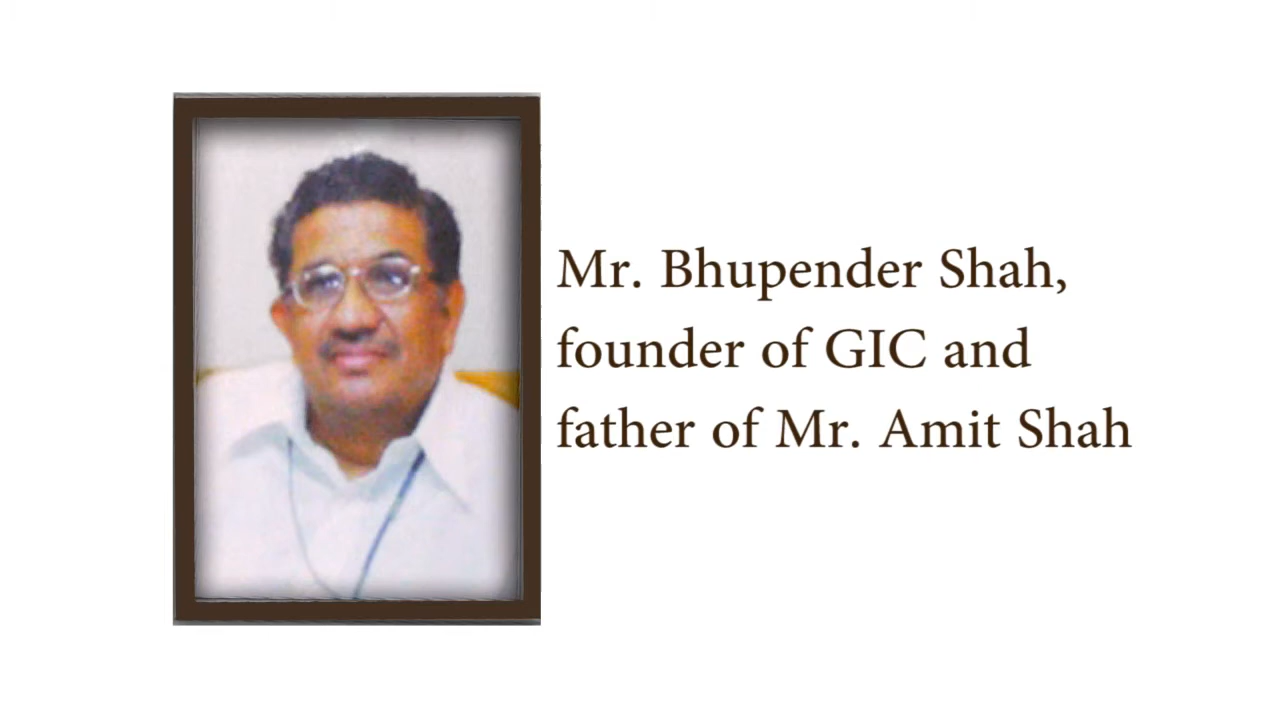 Mr. Bhupender Shah,
founder of GIC and
father of Mr. Amit Shah